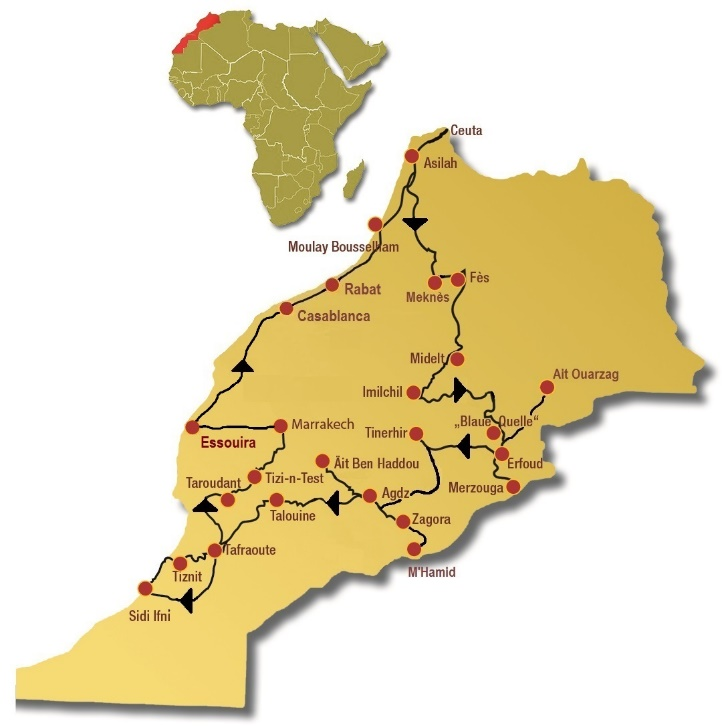 Ceuta
Asilah
Moulay Bousselham
Fès
Meknès
Rabat
Casablanca
Midelt
Ait Ouarzag
Imilchil
„Blaue Quelle“
Marrakech
Tinerhir
Essouira
Erfoud
Äit Ben Haddou
Tizi-n-Test
Taroudant
Merzouga
Agdz
Talouine
Zagora
Tafraoute
M'Hamid
Tiznit
Sidi Ifni